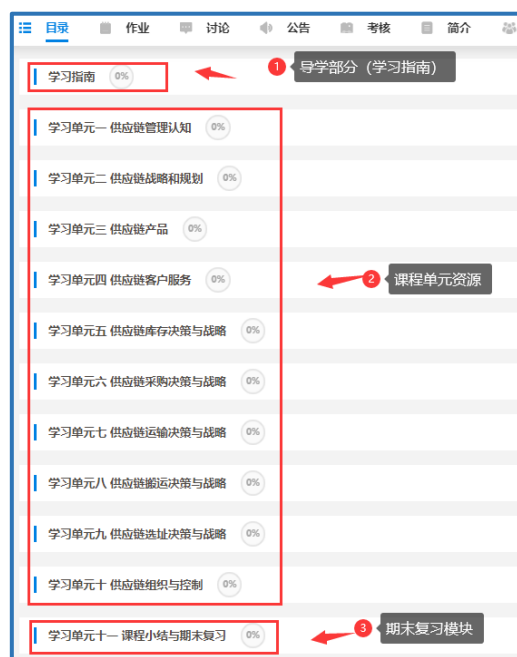 目录 作业 讨论 公告 考核 简介
学习指南 0% 1 导学部分（学习指南）
学习单元一 供应链管理认知 0%
学习单元二 供应链战略和规划 0%
学习单元三 供应链产品 0%
学习单元四 供应链客户服务 0% 2 课程单元资源
学习单元五 供应链库存决策与战略 0%
学习单元六 供应链采购决策与战略 0%
学习单元七 供应链运输决策与战略 0%
学习单元八 供应链搬运决策与战略 0%
学习单元九 供应链选址决策与战略 0%
学习单元十 供应链组织与控制 0%
学习单元十一 课程小结与期末复习 0% 3 期末复习模块